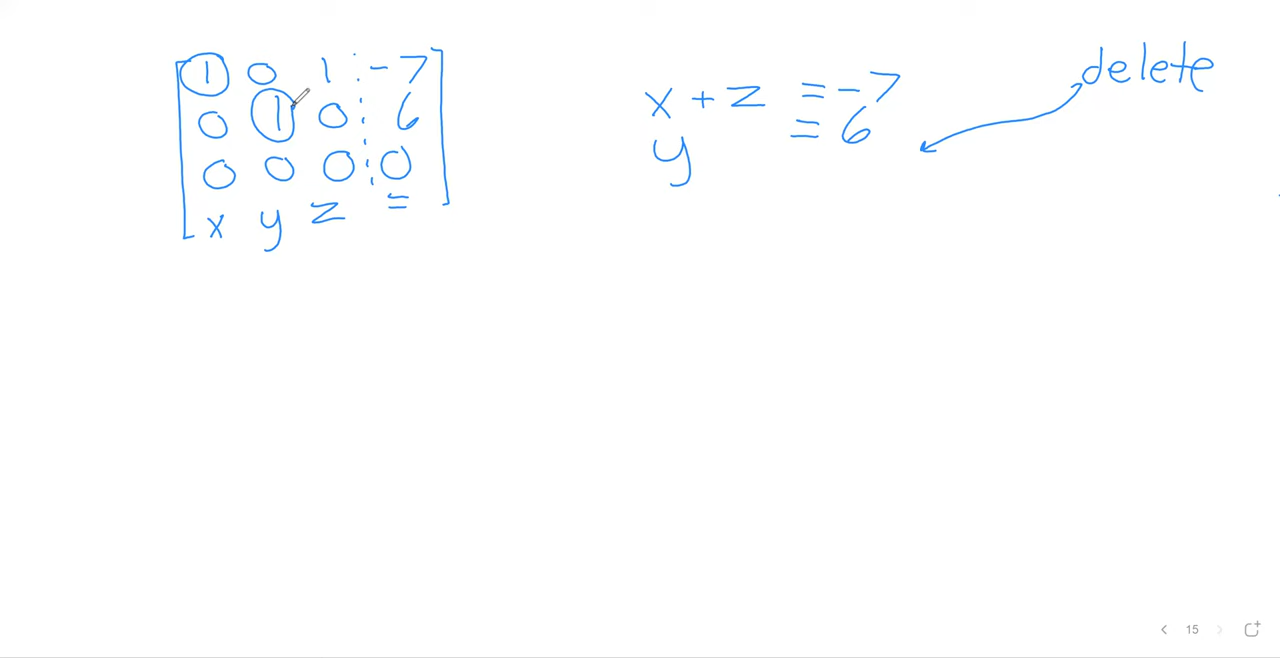 1 0 1 ⋮ -7
0 1 0 ⋮ 6
0 0 0 ⋮ 0
x y z =
x + z = -7
y = 6
delete
15